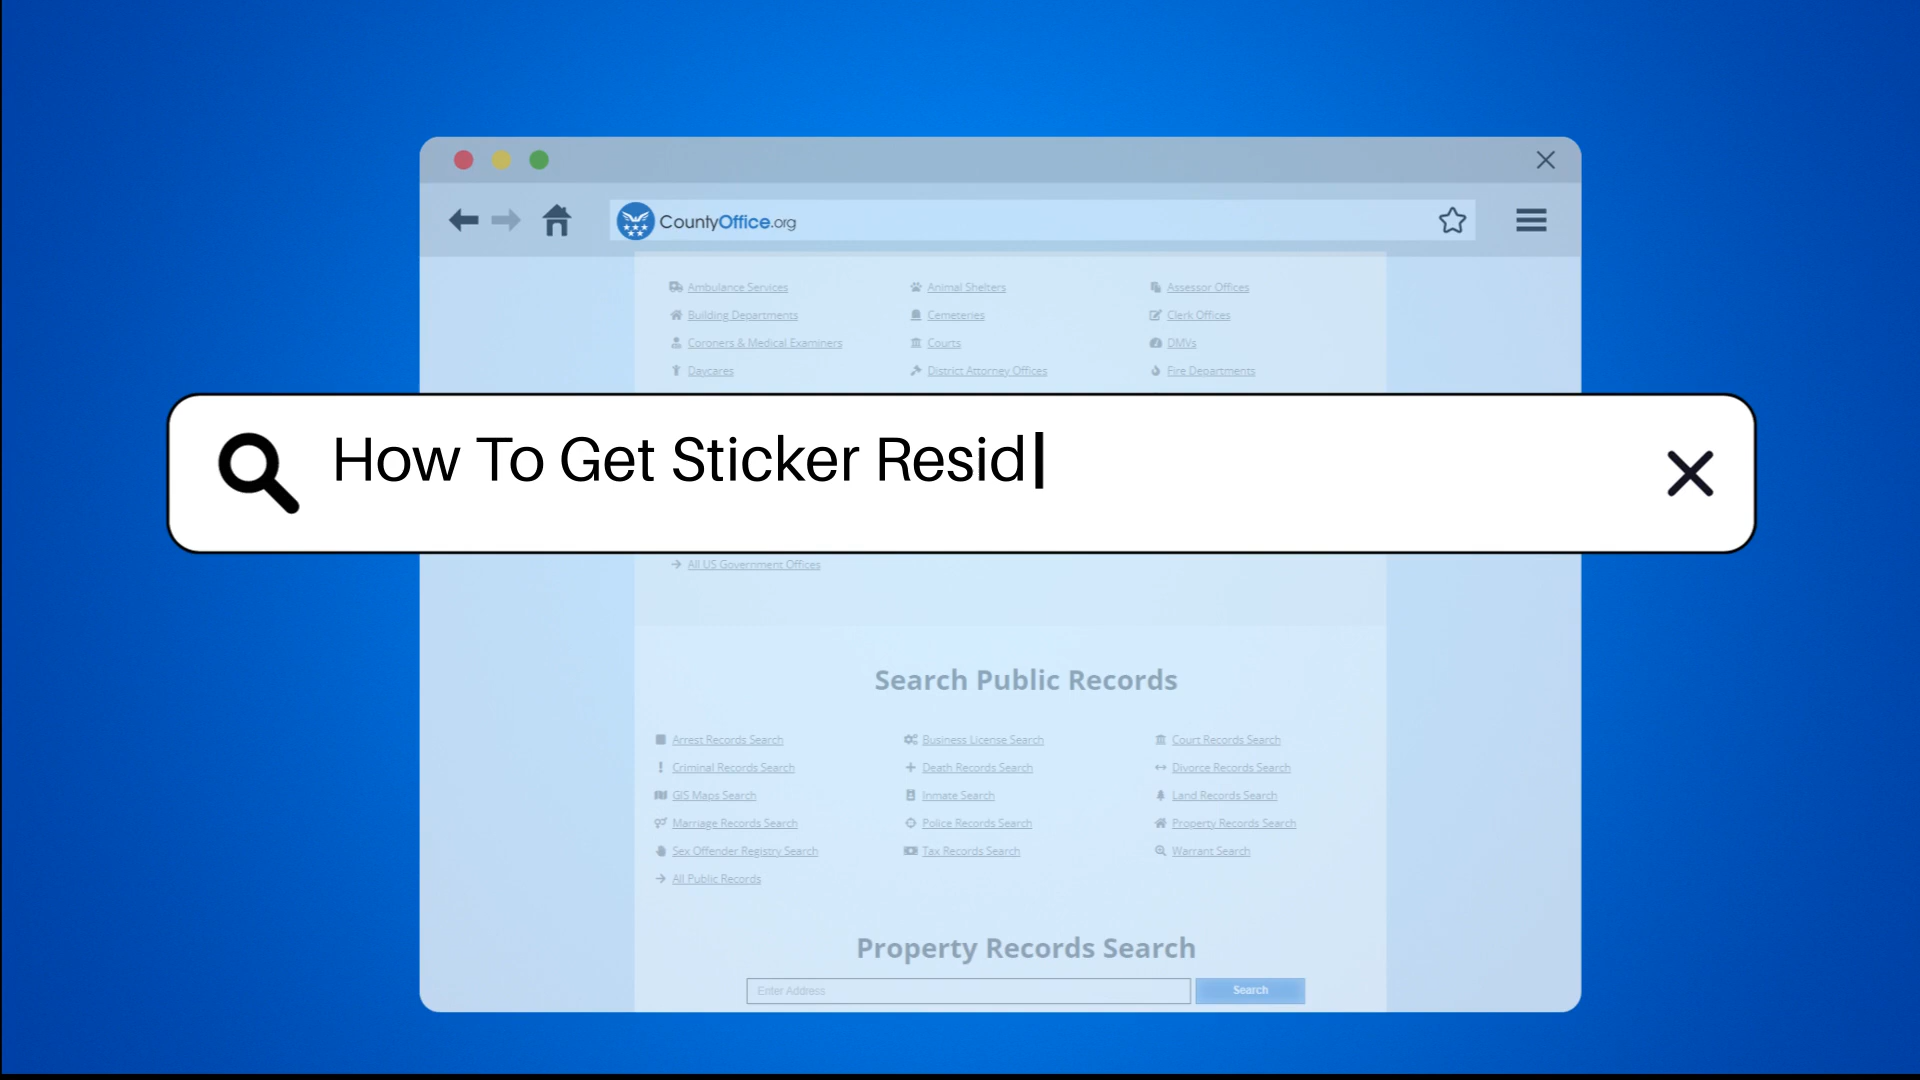 CountyOffice.org
Ambulance Services Animal Shelters Assessor Offices
Building Departments Cemeteries Clerk Offices
Coroners & Medical Examiners Courts DMVs
Daycares District Attorney Offices Fire Departments
How To Get Sticker Resid
All US Government Offices
Search Public Records
Arrest Records Search Business License Search Court Records Search
Criminal Records Search Death Records Search Divorce Records Search
GIS Maps Search Inmate Search Land Records Search
Marriage Records Search Police Records Search Property Records Search
Sex Offender Registry Search Tax Records Search Warrant Search
All Public Records
Property Records Search
Enter Address Search